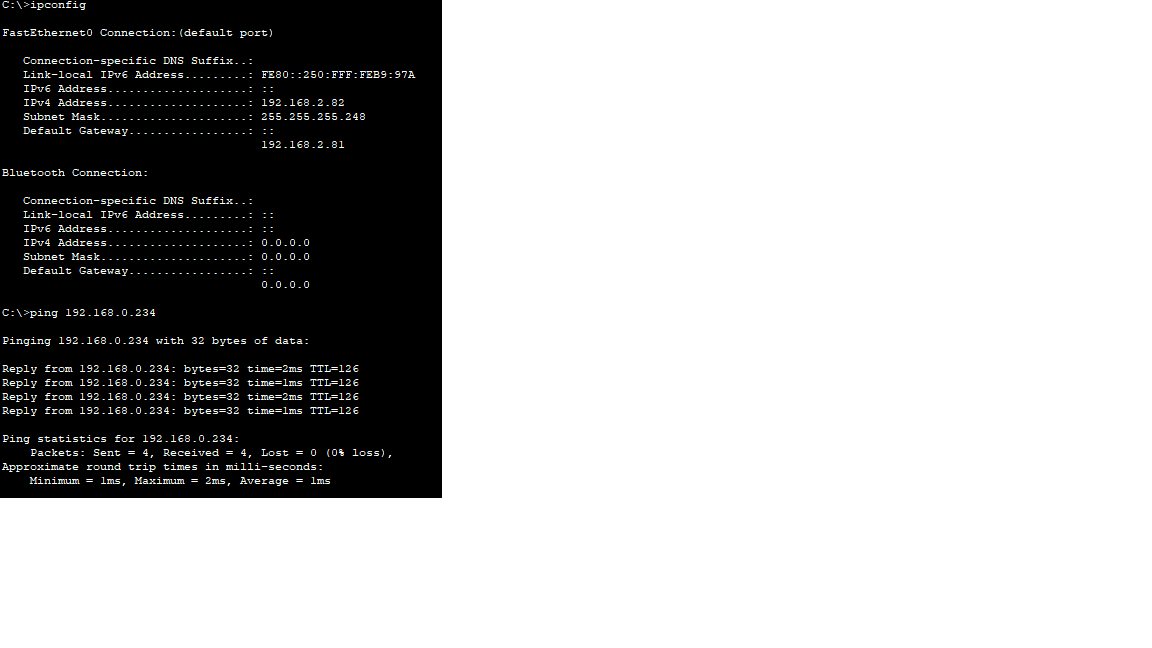 C:\>ipconfig
FastEthernet0 Connection:(default port)
Connection-specific DNS Suffix..:
Link-local IPv6 Address.........: FE80::250:FFF:FEB9:97A
IPv6 Address....................: ::
IPv4 Address....................: 192.168.2.82
Subnet Mask.....................: 255.255.255.248
Default Gateway.................: ::
192.168.2.81
Bluetooth Connection:
Connection-specific DNS Suffix..:
Link-local IPv6 Address.........: ::
IPv6 Address....................: ::
IPv4 Address....................: 0.0.0.0
Subnet Mask.....................: 0.0.0.0
Default Gateway.................: ::
0.0.0.0
C:\>ping 192.168.0.234
Pinging 192.168.0.234 with 32 bytes of data:
Reply from 192.168.0.234: bytes=32 time=2ms TTL=126
Reply from 192.168.0.234: bytes=32 time=1ms TTL=126
Reply from 192.168.0.234: bytes=32 time=2ms TTL=126
Reply from 192.168.0.234: bytes=32 time=1ms TTL=126
Ping statistics for 192.168.0.234:
Packets: Sent = 4, Received = 4, Lost = 0 (0% loss),
Approximate round trip times in milli-seconds:
Minimum = 1ms, Maximum = 2ms, Average = 1ms